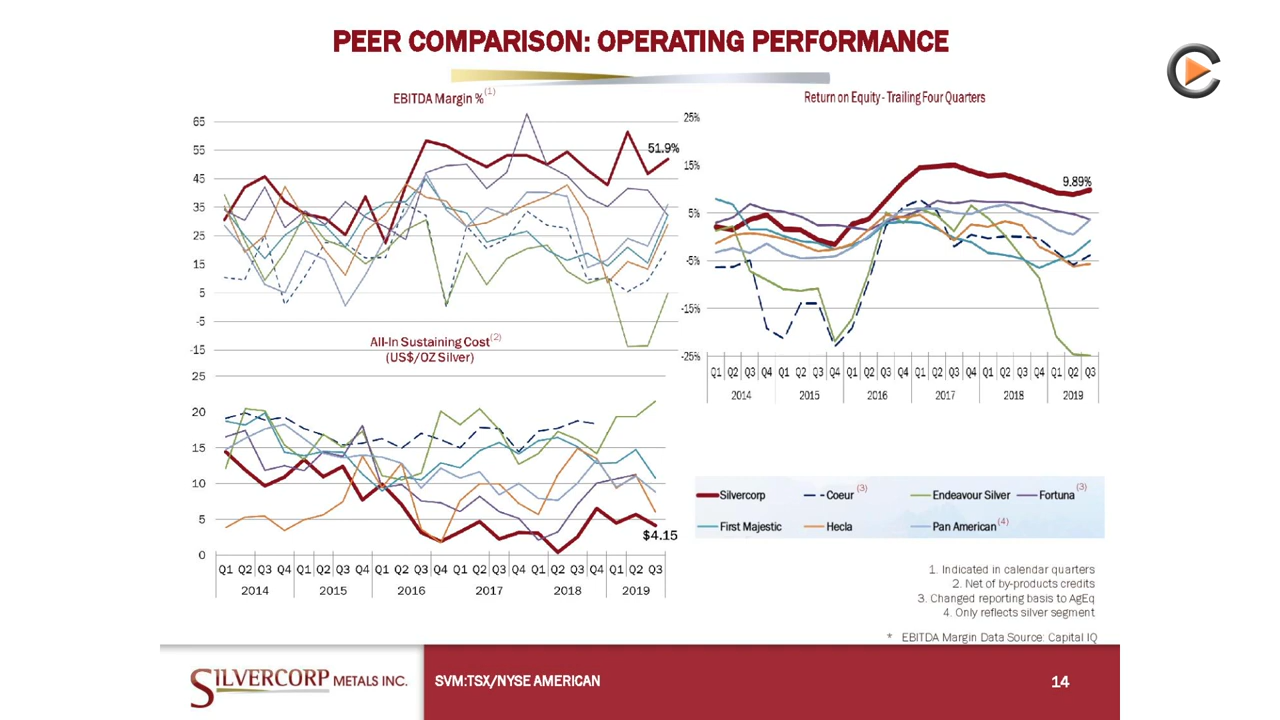 PEER COMPARISON: OPERATING PERFORMANCE
EBITDA Margin %(1)
65
55
45
35
25
15
5
-5
-15
51.9%
All-In Sustaining Cost(2)
(US$/OZ Silver)
25
20
15
10
5
0
$4.15
Q1 Q2 Q3 Q4 Q1 Q2 Q3 Q4 Q1 Q2 Q3 Q4 Q1 Q2 Q3 Q4 Q1 Q2 Q3 Q4 Q1 Q2 Q3
2014 2015 2016 2017 2018 2019
Return on Equity - Trailing Four Quarters
25%
15%
5%
-5%
-15%
-25%
9.89%
Q1 Q2 Q3 Q4 Q1 Q2 Q3 Q4 Q1 Q2 Q3 Q4 Q1 Q2 Q3 Q4 Q1 Q2 Q3 Q4 Q1 Q2 Q3
2014 2015 2016 2017 2018 2019
Silvercorp Coeur (3) Endeavour Silver Fortuna (3)
First Majestic Hecla Pan American (4)
1. Indicated in calendar quarters
2. Net of by-products credits
3. Changed reporting basis to AgEq
4. Only reflects silver segment
* EBITDA Margin Data Source: Capital IQ
SILVERCORP METALS INC.
SVM:TSX/NYSE AMERICAN
14